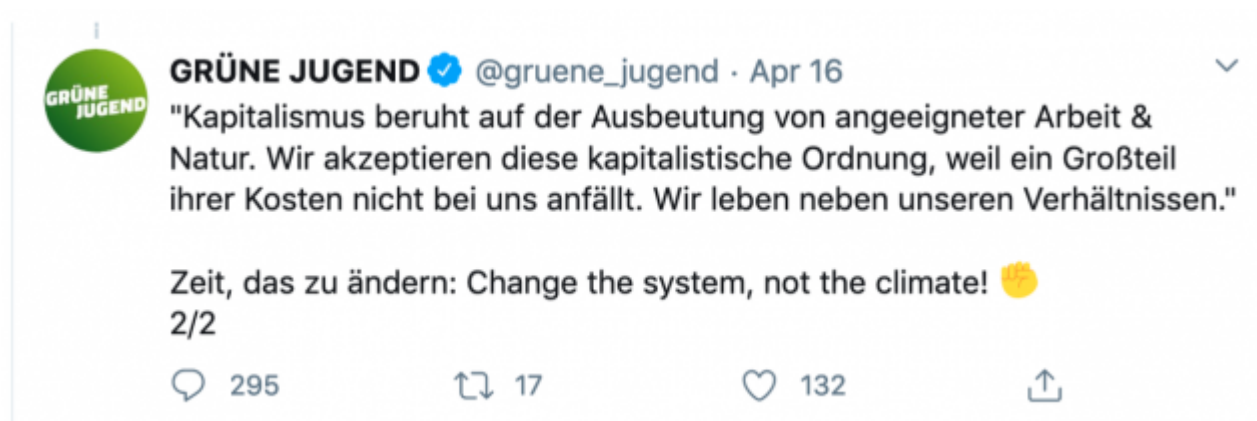 GRÜNE JUGEND
GRÜNE JUGEND @gruene_jugend · Apr 16
"Kapitalismus beruht auf der Ausbeutung von angeeigneter Arbeit &
Natur. Wir akzeptieren diese kapitalistische Ordnung, weil ein Großteil
ihrer Kosten nicht bei uns anfällt. Wir leben neben unseren Verhältnissen."
Zeit, das zu ändern: Change the system, not the climate! ✊
2/2
295 17 132